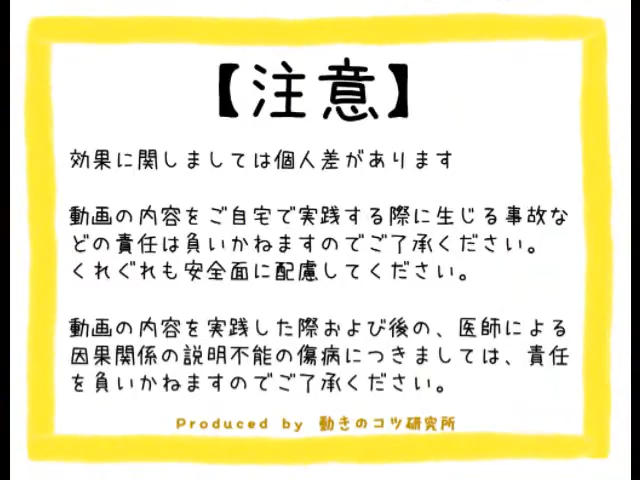 【注意】
効果に関しましては個人差があります
動画の内容をご自宅で実践する際に生じる事故な
どの責任は負いかねますのでご了承ください。
くれぐれも安全面に配慮してください。
動画の内容を実践した際および後の、医師による
因果関係の説明不能の傷病につきましては、責任
を負いかねますのでご了承ください。
Produced by 動きのコツ研究所